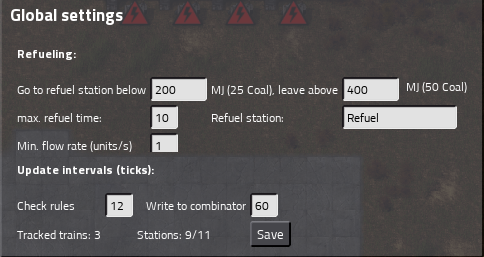 Global settings
Refueling:
Go to refuel station below 200 MJ (25 Coal), leave above 400 MJ (50 Coal)
max. refuel time: 10 Refuel station: Refuel
Min. flow rate (units/s) 1
Update intervals (ticks):
Check rules 12 Write to combinator 60
Tracked trains: 3 Stations: 9/11 Save